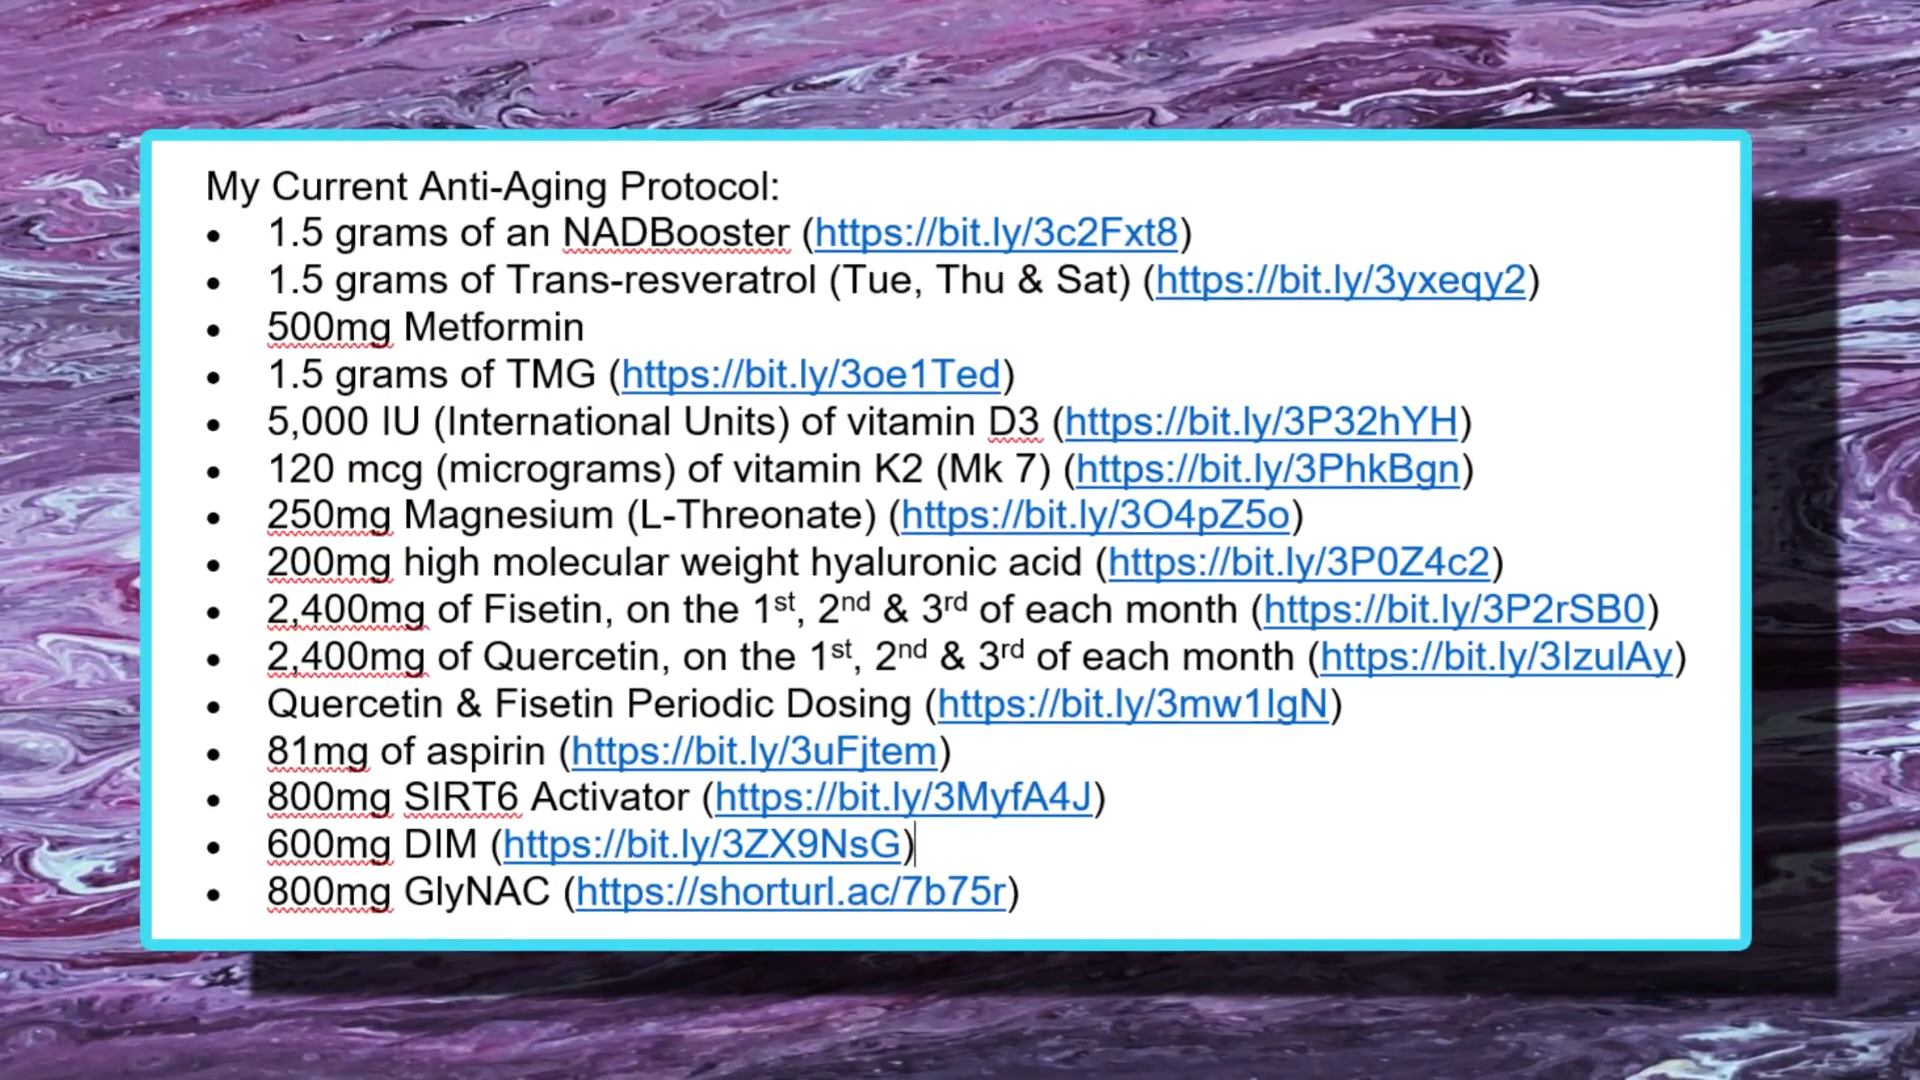 My Current Anti-Aging Protocol:
• 1.5 grams of an NADBooster (https://bit.ly/3c2Fxt8)
• 1.5 grams of Trans-resveratrol (Tue, Thu & Sat) (https://bit.ly/3yxeqy2)
• 500mg Metformin
• 1.5 grams of TMG (https://bit.ly/3oe1Ted)
• 5,000 IU (International Units) of vitamin D3 (https://bit.ly/3P32hYH)
• 120 mcg (micrograms) of vitamin K2 (Mk 7) (https://bit.ly/3PhkBgn)
• 250mg Magnesium (L-Threonate) (https://bit.ly/3O4pZ5o)
• 200mg high molecular weight hyaluronic acid (https://bit.ly/3P0Z4c2)
• 2,400mg of Fisetin, on the 1st, 2nd & 3rd of each month (https://bit.ly/3P2rSB0)
• 2,400mg of Quercetin, on the 1st, 2nd & 3rd of each month (https://bit.ly/3IzulAy)
• Quercetin & Fisetin Periodic Dosing (https://bit.ly/3mw1lgN)
• 81mg of aspirin (https://bit.ly/3uFjtem)
• 800mg SIRT6 Activator (https://bit.ly/3MyfA4J)
• 600mg DIM (https://bit.ly/3ZX9NsG)
• 800mg GlyNAC (https://shorturl.ac/7b75r)